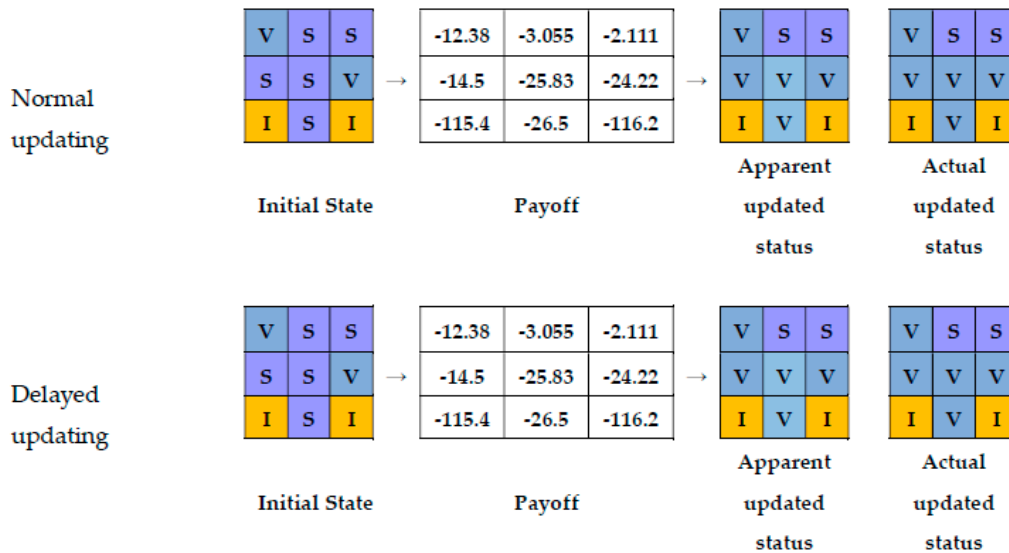 V S S -12.38 -3.055 -2.111 V S S V S S
Normal updating
S S V → -14.5 -25.83 -24.22 → V V V V V V
I S I -115.4 -26.5 -116.2 I V I I V I
Initial State Payoff Apparent updated status Actual updated status
V S S -12.38 -3.055 -2.111 V S S V S S
Delayed updating
S S V → -14.5 -25.83 -24.22 → V V V V V V
I S I -115.4 -26.5 -116.2 I V I I V I
Initial State Payoff Apparent updated status Actual updated status